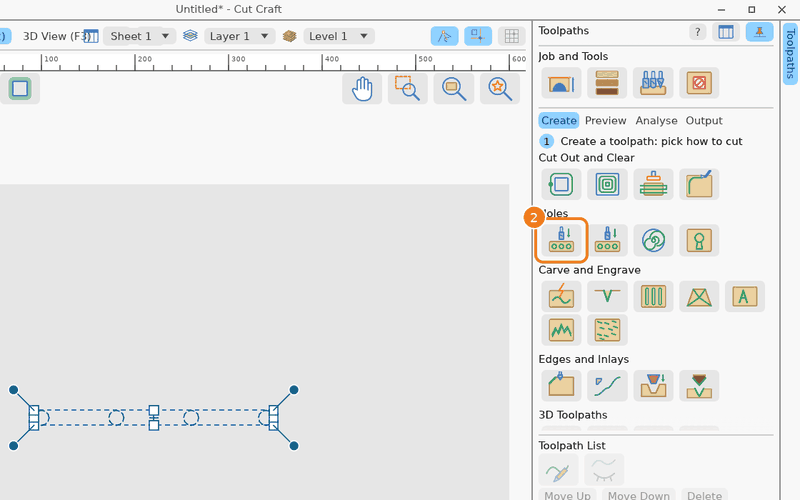 Untitled* - Cut Craft
3D View (F3)
Sheet 1
Layer 1
Level 1
100
200
300
400
500
600
Toolpaths
?
Toolpaths
Job and Tools
Create
Preview
Analyse
Output
1 Create a toolpath: pick how to cut
Cut Out and Clear
2
Carve and Engrave
Edges and Inlays
3D Toolpaths
Toolpath List
Move Up
Move Down
Delete